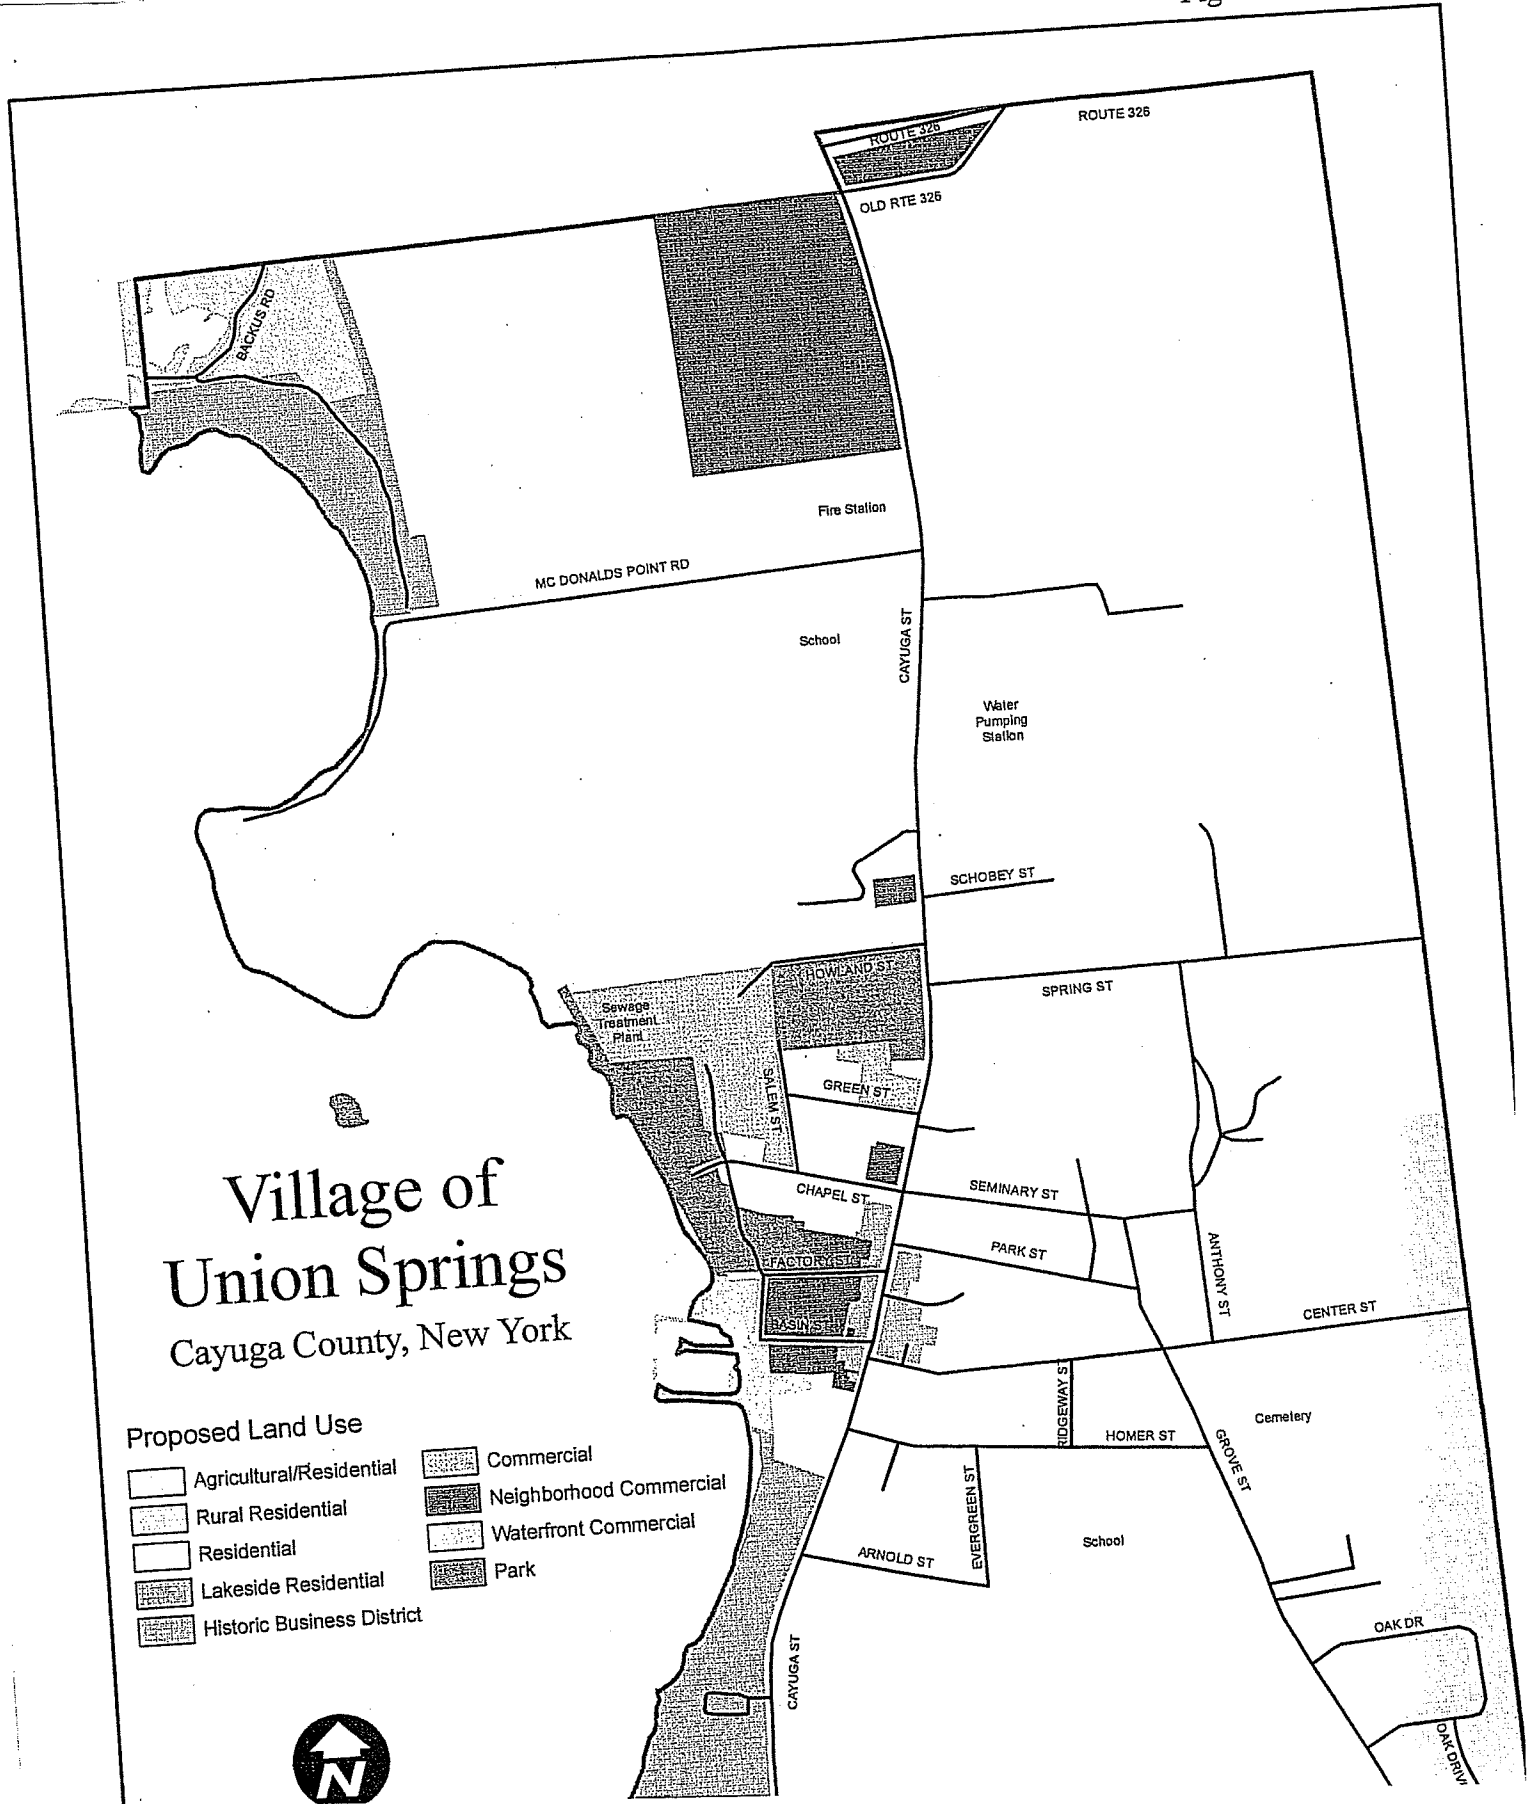 ROUTE 326
ROUTE 326
OLD RTE 326
BACKUS RD
Fire Station
MC DONALDS POINT RD
School
CAYUGA ST
Water
Pumping
Station
SCHOBEY ST
HOWLAND ST
SPRING ST
Sewage
Treatment
Plant
SALEM ST
GREEN ST
CHAPEL ST
SEMINARY ST
PARK ST
ANTHONY ST
FACTORY ST
BASIN ST
CENTER ST
RIDGEWAY ST
HOMER ST
GROVE ST
Cemetery
EVERGREEN ST
ARNOLD ST
School
OAK DR
CAYUGA ST
Village of
Union Springs
Cayuga County, New York
Proposed Land Use
Agricultural/Residential
Rural Residential
Residential
Lakeside Residential
Historic Business District
Commercial
Neighborhood Commercial
Waterfront Commercial
Park
N